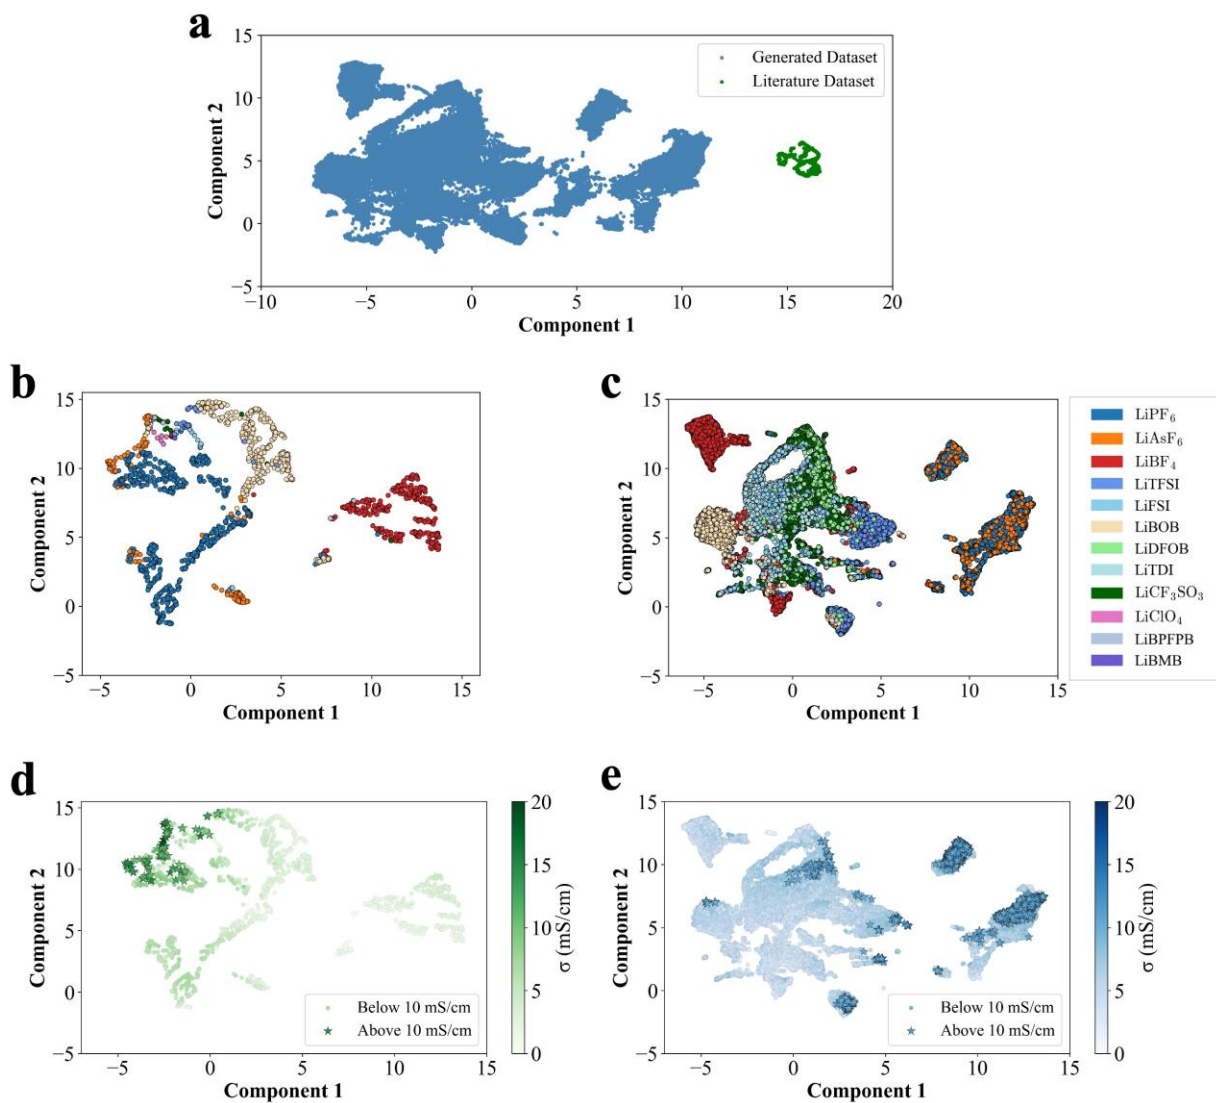 a
15
10
5
0
−5
−10
−5
0
5
10
15
20
Component 2
Component 1
Generated Dataset
Literature Dataset
b
15
10
5
0
−5
−5
0
5
10
15
Component 2
Component 1
c
15
10
5
0
−5
−5
0
5
10
15
Component 2
Component 1
LiPF₆
LiAsF₆
LiBF₄
LiTFSI
LiFSI
LiBOB
LiDFOB
LiTDI
LiCF₃SO₃
LiClO₄
LiBPFPB
LiBMB
d
15
10
5
0
−5
−5
0
5
10
15
Component 2
Component 1
Below 10 mS/cm
Above 10 mS/cm
20
15
10
5
0
σ (mS/cm)
e
15
10
5
0
−5
−5
0
5
10
15
Component 2
Component 1
Below 10 mS/cm
Above 10 mS/cm
20
15
10
5
0
σ (mS/cm)